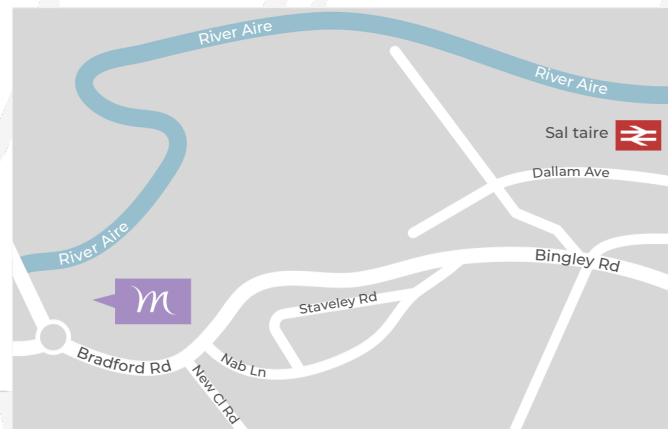 River Aire
River Aire
Sal taire
Dallam Ave
River Aire
Bingley Rd
m
Staveley Rd
Bradford Rd
Nab Ln
New Cl Rd